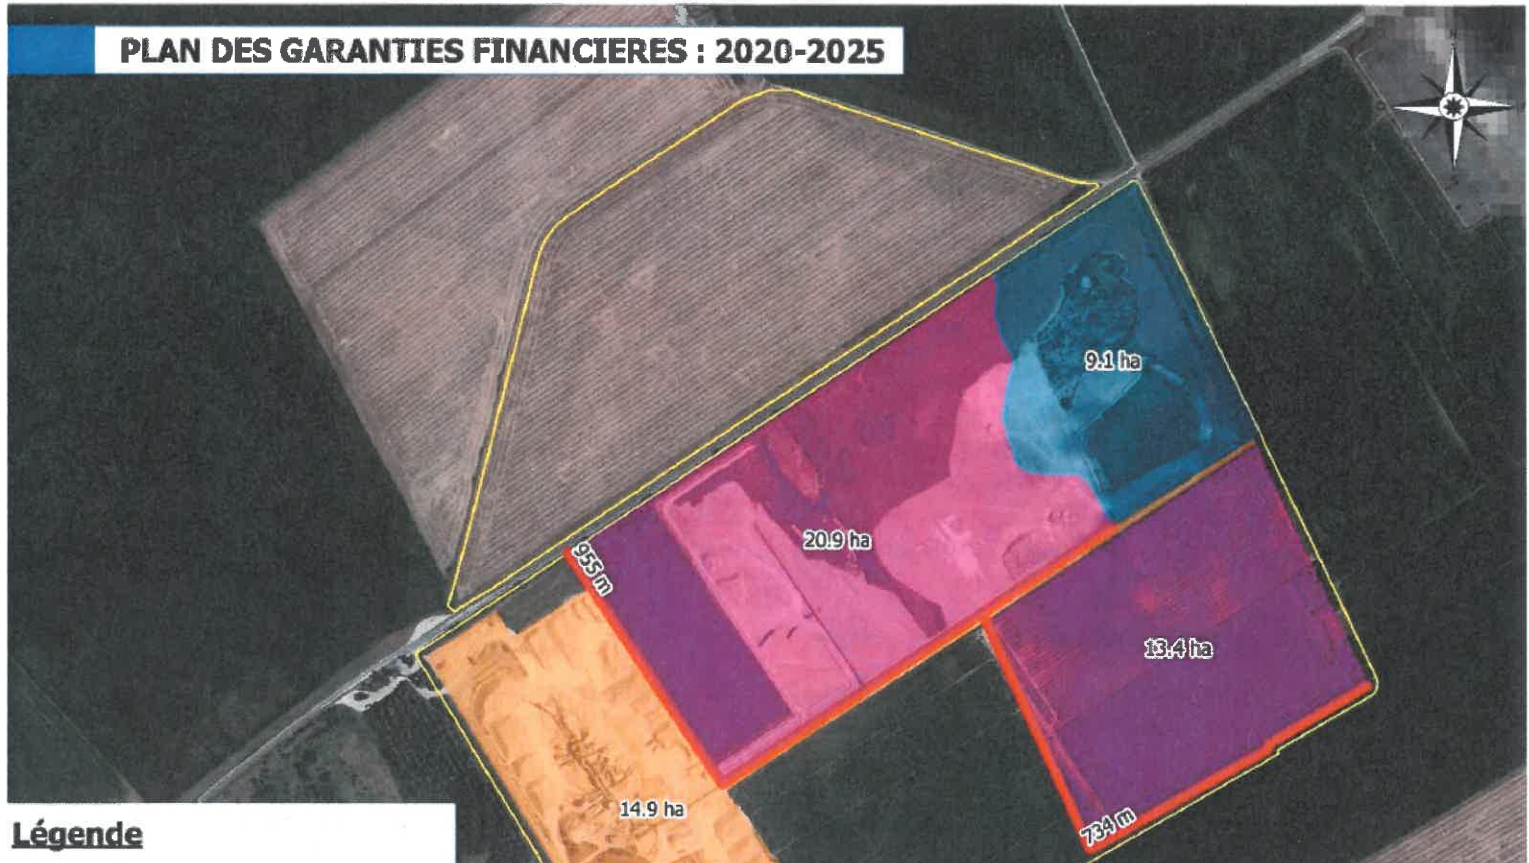 PLAN DES GARANTIES FINANCIERES : 2020-2025
9.1 ha
955 m
20.9 ha
13.4 ha
14.9 ha
734 m
Légende